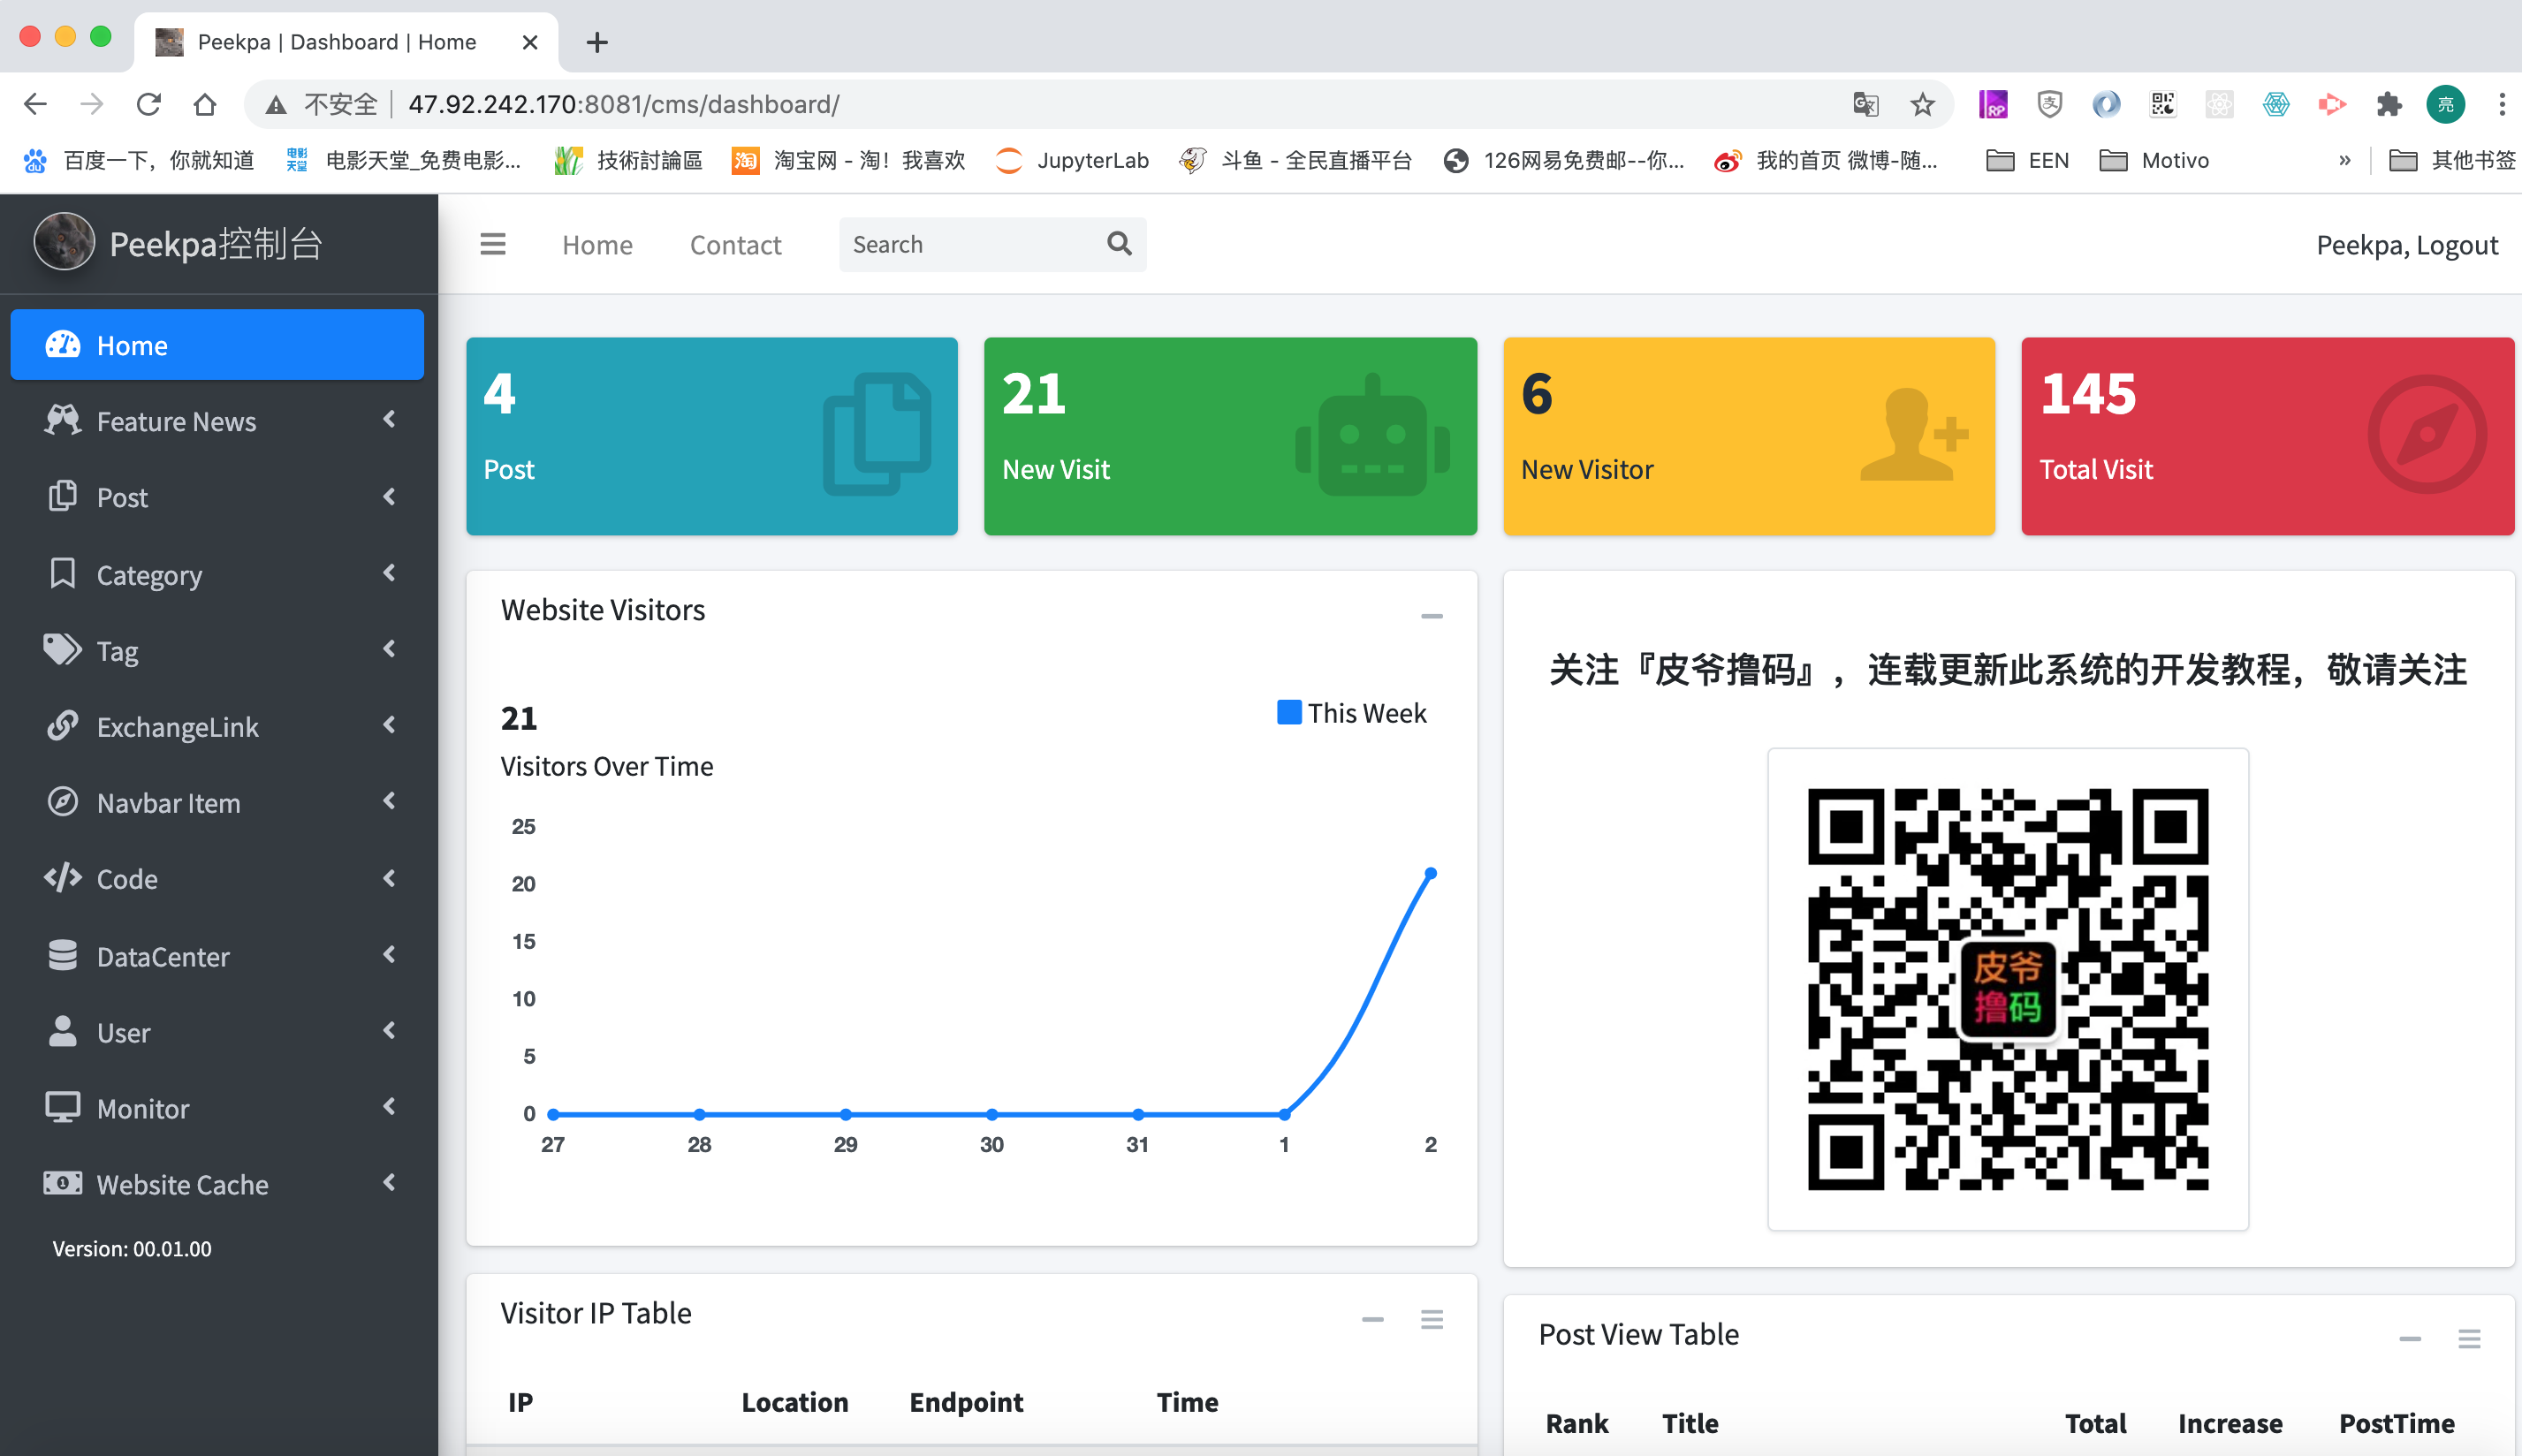 Peekpa | Dashboard | Home
不安全 47.92.242.170:8081/cms/dashboard/
亮
百度一下，你就知道 电影天堂_免费电影... 技術討論區 淘宝网 - 淘！我喜欢 JupyterLab 斗鱼 - 全民直播平台 126网易免费邮--你... 我的首页 微博-随... EEN Motivo » 其他书签
Peekpa控制台
Home Contact Search Peekpa, Logout
Home
Feature News
Post
Category
Tag
ExchangeLink
Navbar Item
Code
DataCenter
User
Monitor
Website Cache
Version: 00.01.00
4
Post
21
New Visit
6
New Visitor
145
Total Visit
Website Visitors
21
This Week
Visitors Over Time
25
20
15
10
5
0
27 28 29 30 31 1 2
关注『皮爷撸码』，连载更新此系统的开发教程，敬请关注
皮爷
撸码
Visitor IP Table
IP Location Endpoint Time
Post View Table
Rank Title Total Increase PostTime